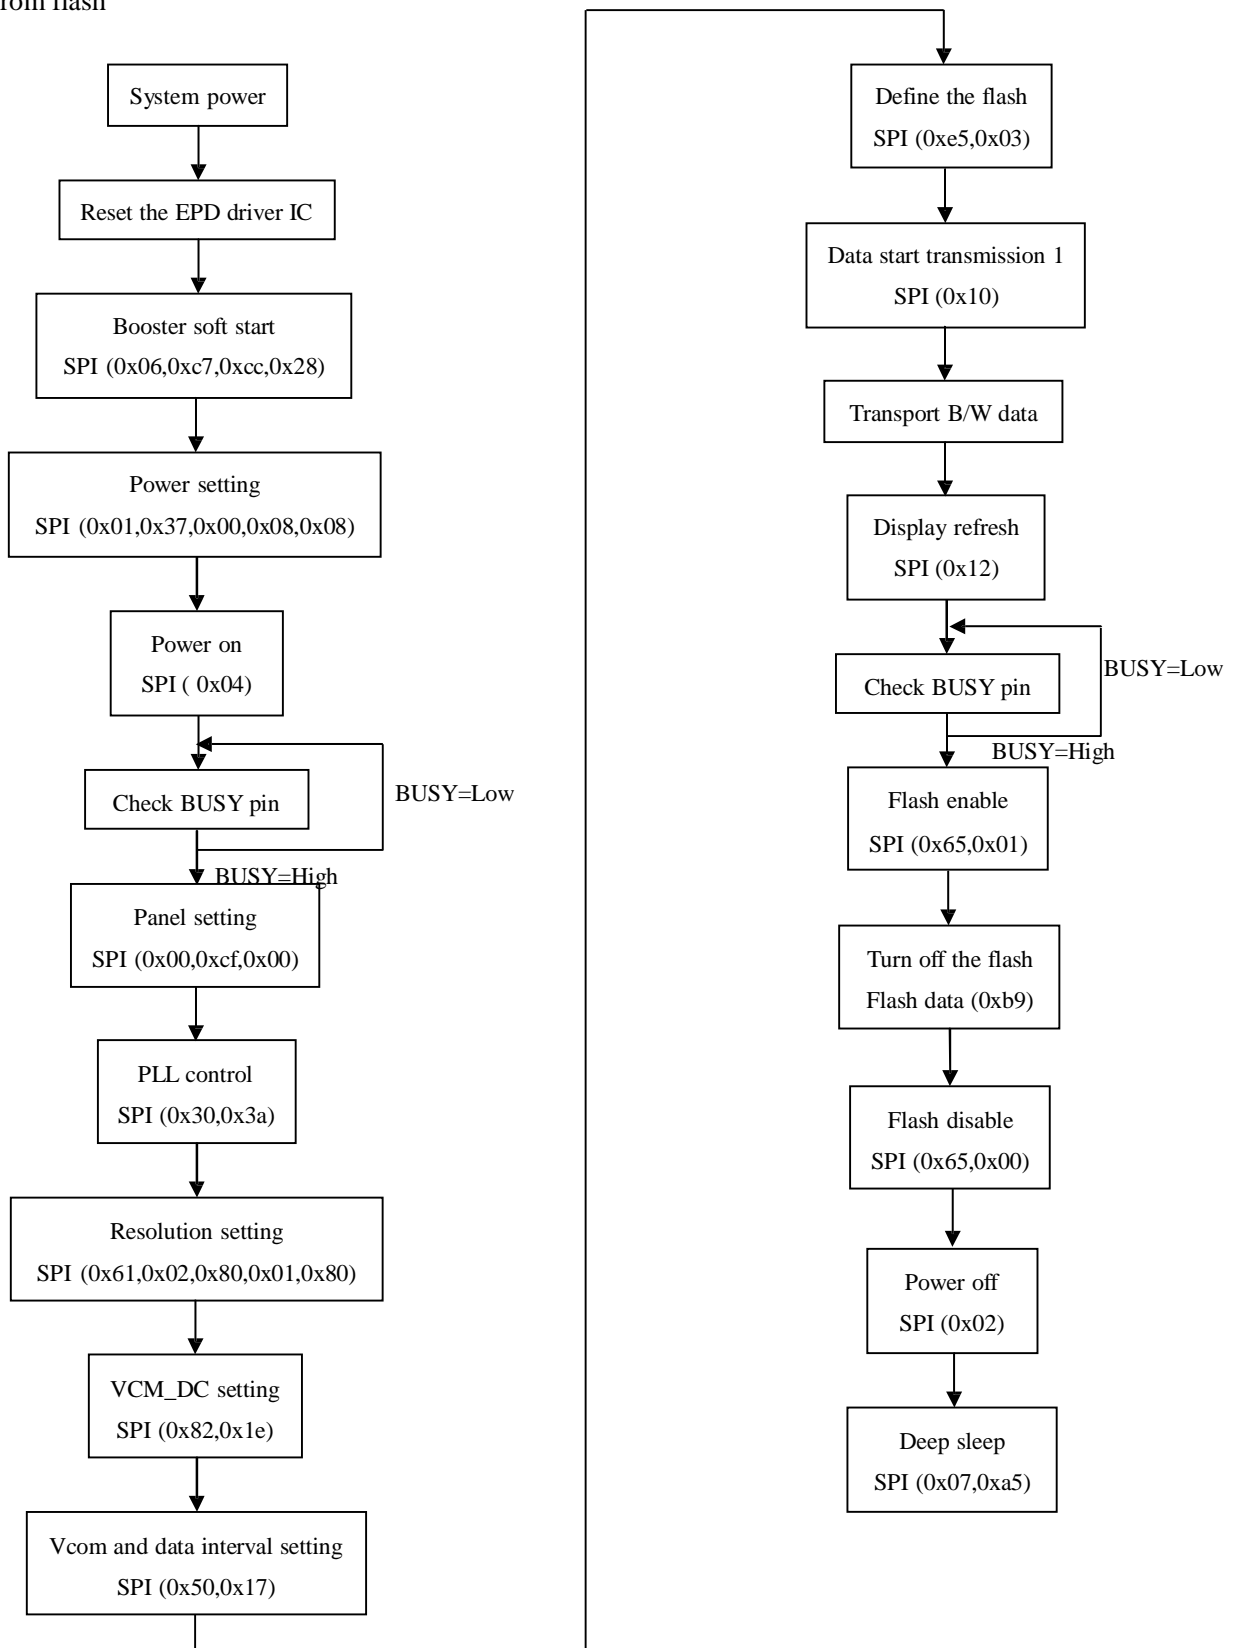 from flash
System power
Reset the EPD driver IC
Booster soft start
SPI (0x06,0xc7,0xcc,0x28)
Power setting
SPI (0x01,0x37,0x00,0x08,0x08)
Power on
SPI ( 0x04)
Check BUSY pin
BUSY=Low
BUSY=High
Panel setting
SPI (0x00,0xcf,0x00)
PLL control
SPI (0x30,0x3a)
Resolution setting
SPI (0x61,0x02,0x80,0x01,0x80)
VCM_DC setting
SPI (0x82,0x1e)
Vcom and data interval setting
SPI (0x50,0x17)
Define the flash
SPI (0xe5,0x03)
Data start transmission 1
SPI (0x10)
Transport B/W data
Display refresh
SPI (0x12)
Check BUSY pin
BUSY=Low
BUSY=High
Flash enable
SPI (0x65,0x01)
Turn off the flash
Flash data (0xb9)
Flash disable
SPI (0x65,0x00)
Power off
SPI (0x02)
Deep sleep
SPI (0x07,0xa5)